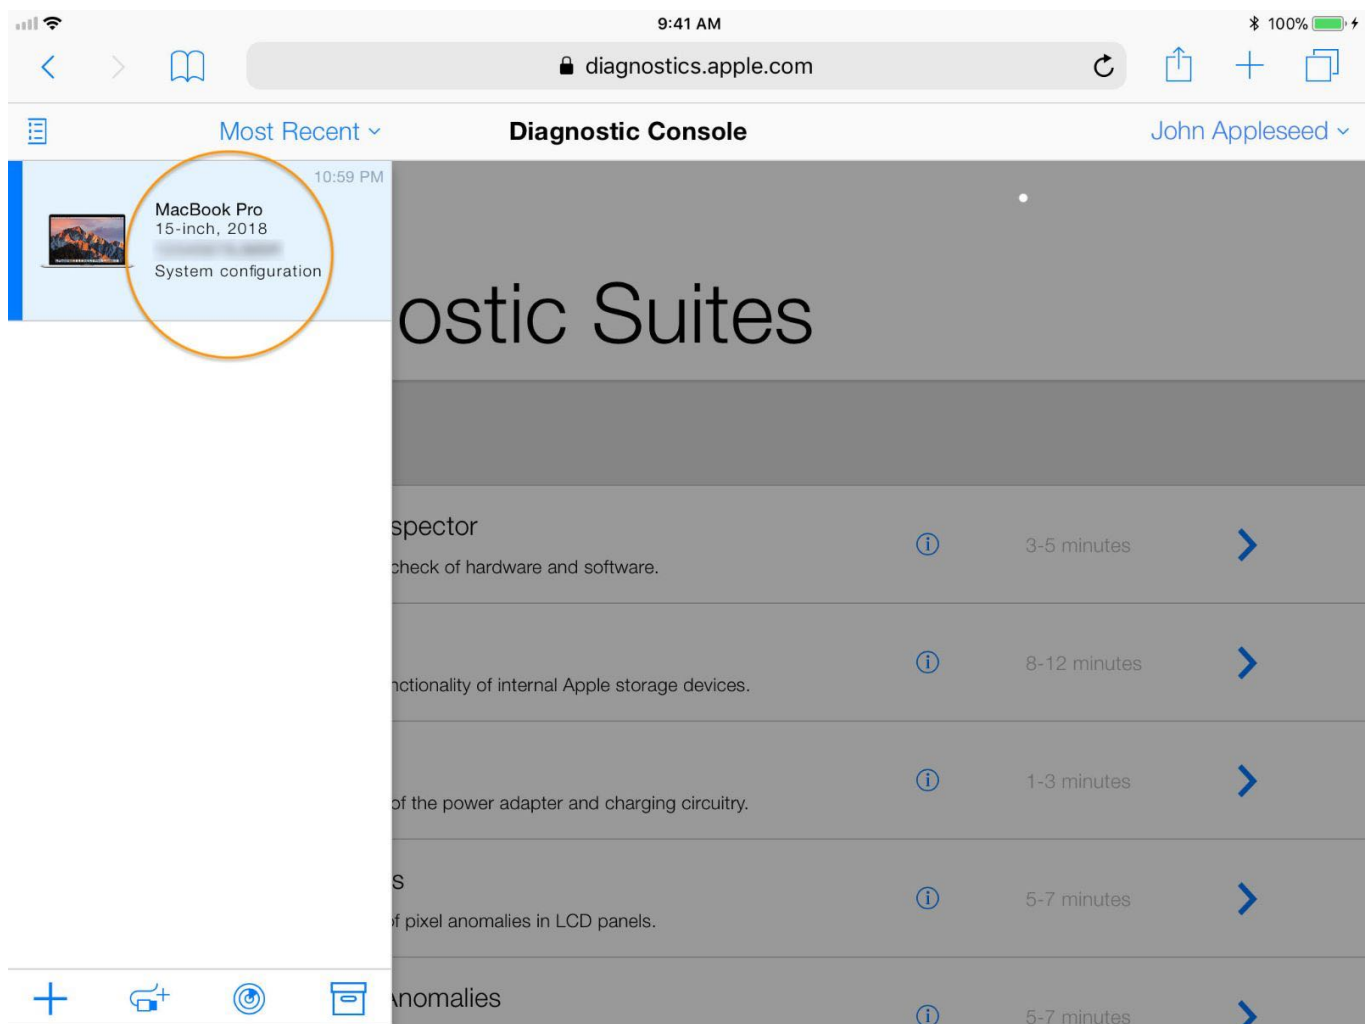 9:41 AM
100%
diagnostics.apple.com
Most Recent
Diagnostic Console
John Appleseed
10:59 PM
MacBook Pro
15-inch, 2018
System configuration
ostic Suites
spector
3-5 minutes
check of hardware and software.
8-12 minutes
nctionality of internal Apple storage devices.
1-3 minutes
of the power adapter and charging circuitry.
s
5-7 minutes
of pixel anomalies in LCD panels.
Anomalies
5-7 minutes